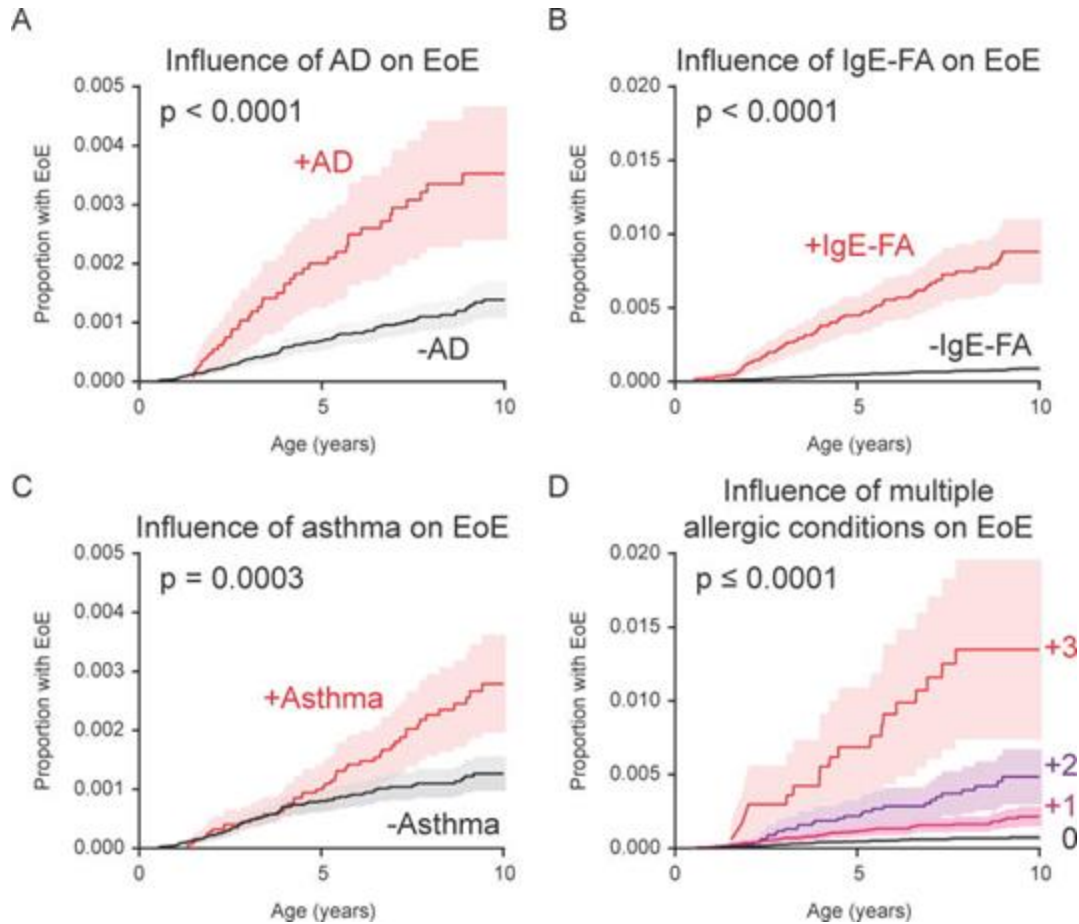 A
Influence of AD on EoE
p < 0.0001
+AD
-AD
Proportion with EoE
0.005
0.004
0.003
0.002
0.001
0.000
0
5
10
Age (years)
B
Influence of IgE-FA on EoE
p < 0.0001
+IgE-FA
-IgE-FA
Proportion with EoE
0.020
0.015
0.010
0.005
0.000
0
5
10
Age (years)
C
Influence of asthma on EoE
p = 0.0003
+Asthma
-Asthma
Proportion with EoE
0.005
0.004
0.003
0.002
0.001
0.000
0
5
10
Age (years)
D
Influence of multiple
allergic conditions on EoE
p ≤ 0.0001
+3
+2
+1
0
Proportion with EoE
0.020
0.015
0.010
0.005
0.000
0
5
10
Age (years)